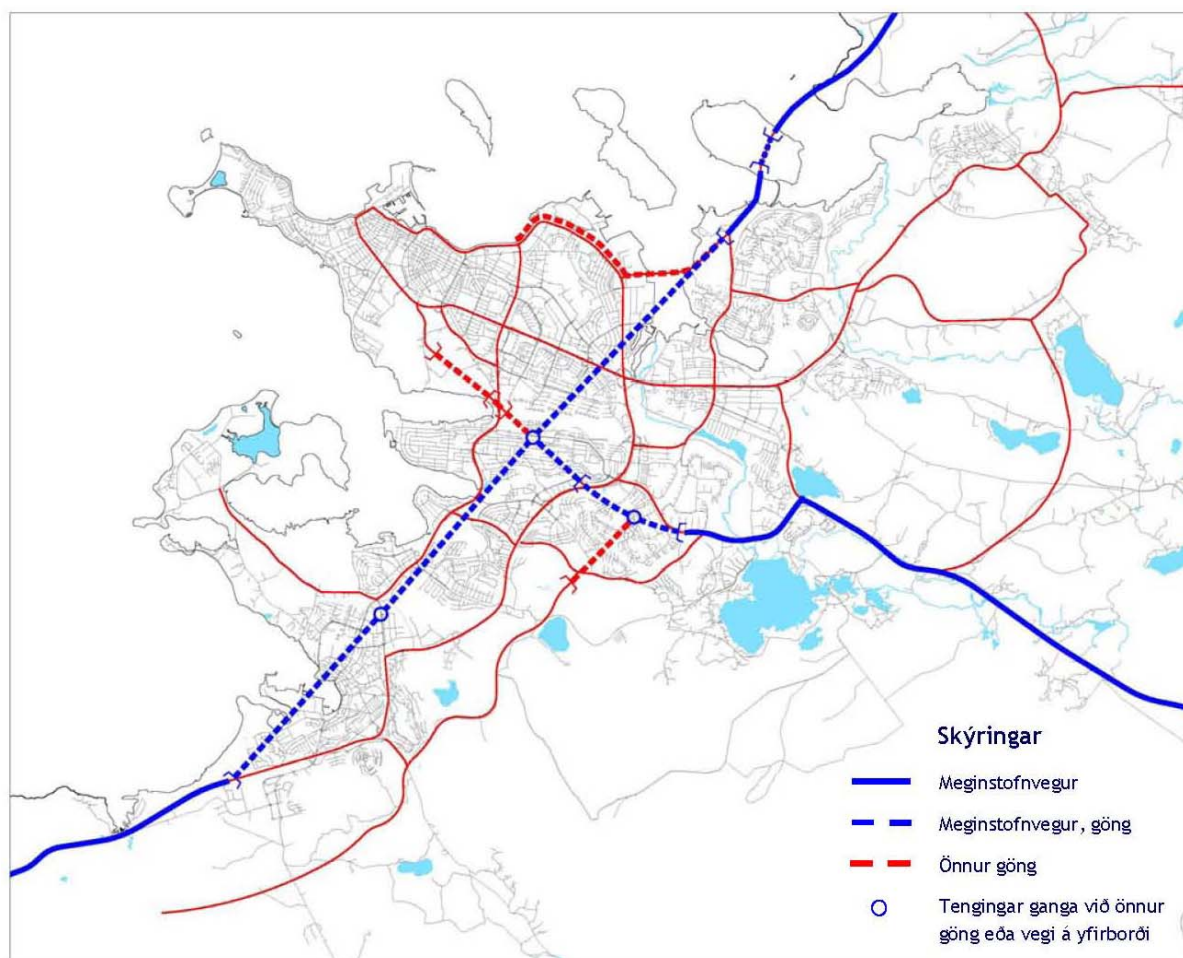 Skýringar
Meginstofnvegur
Meginstofnvegur, göng
Önnur göng
Tengingar ganga við önnur
göng eða vegi á yfirborði